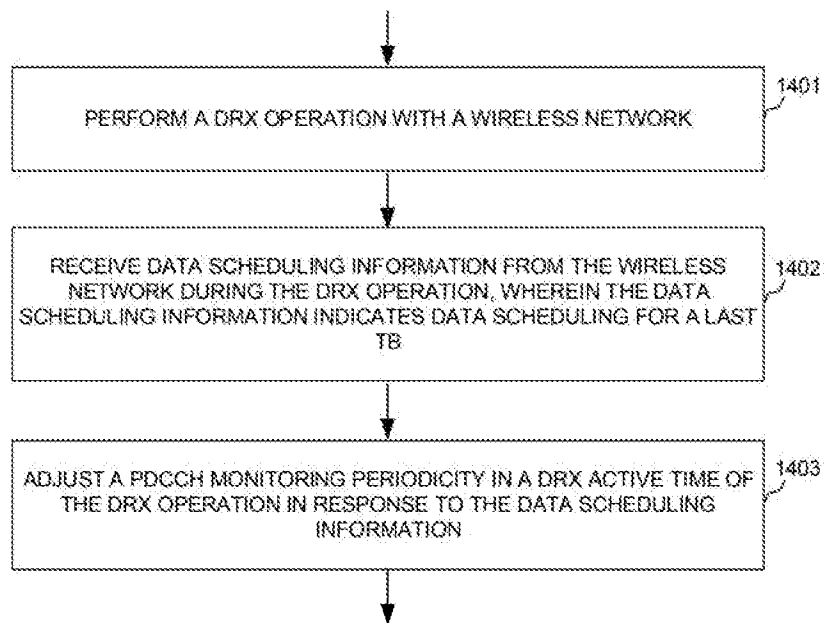 1401
PERFORM A DRX OPERATION WITH A WIRELESS NETWORK
1402
RECEIVE DATA SCHEDULING INFORMATION FROM THE WIRELESS
NETWORK DURING THE DRX OPERATION, WHEREIN THE DATA
SCHEDULING INFORMATION INDICATES DATA SCHEDULING FOR A LAST
TB
1403
ADJUST A PDCCH MONITORING PERIODICITY IN A DRX ACTIVE TIME OF
THE DRX OPERATION IN RESPONSE TO THE DATA SCHEDULING
INFORMATION